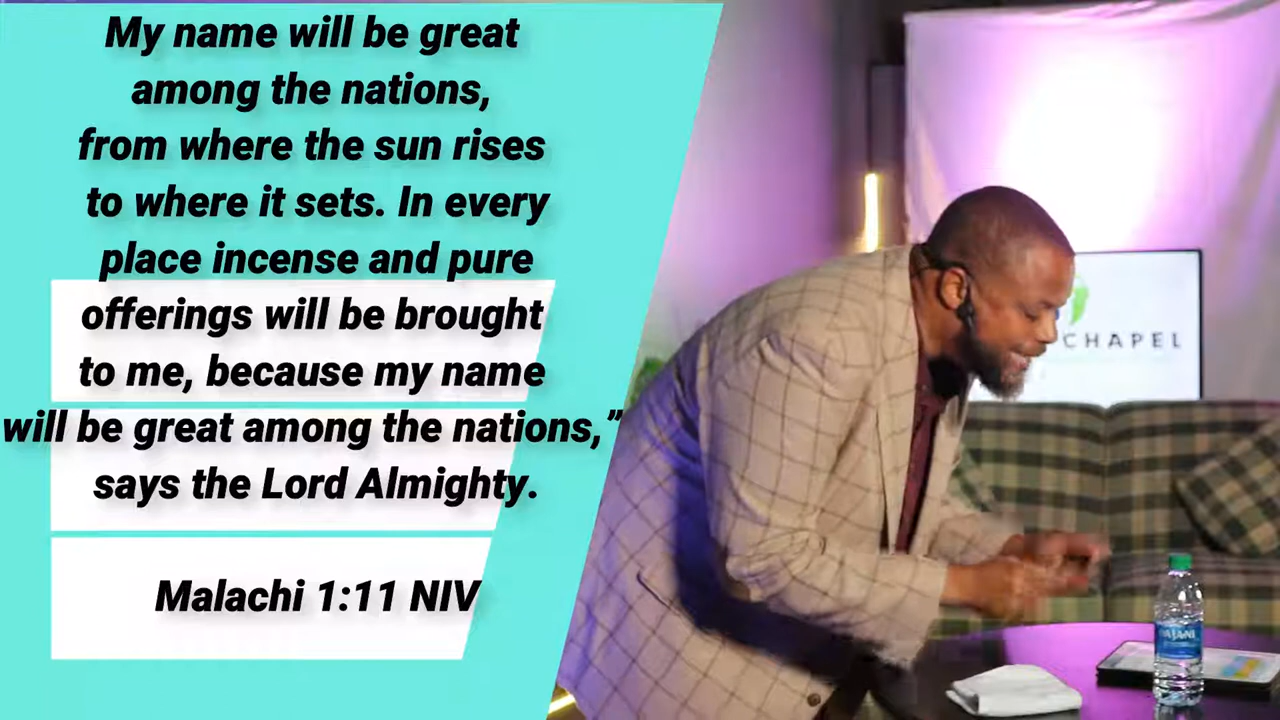 My name will be great
among the nations,
from where the sun rises
to where it sets. In every
place incense and pure
offerings will be brought
to me, because my name
will be great among the nations,”
says the Lord Almighty.
Malachi 1:11 NIV
CHAPEL
DASANI